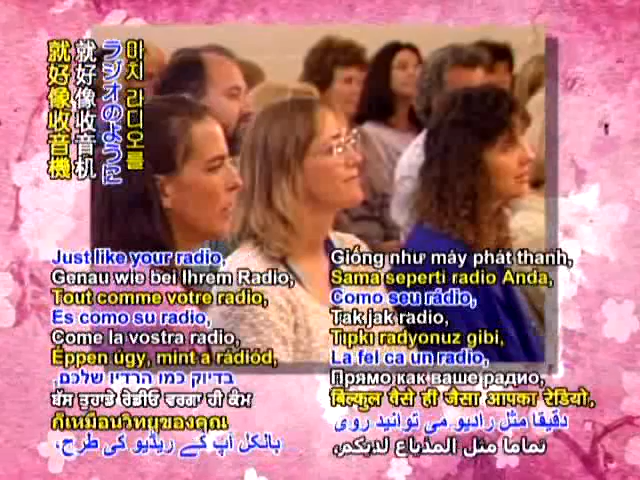 就好像收音機
就好像收音机
ラジオのように
마치 라디오를
Just like your radio,
Genau wie bei Ihrem Radio,
Tout comme votre radio,
Es como su radio,
Come la vostra radio,
Éppen úgy, mint a rádiód,
בדיוק כמו הרדיו שלכם,
ਬੱਸ ਤੁਹਾਡੇ ਰੇਡੀਓ ਵਰਗਾ ਹੀ ਕੰਮ
ก็เหมือนวิทยุของคุณ
بالکل آپ کے ریڈیو کی طرح،
Gióng như máy phát thanh,
Sama seperti radio Anda,
Como seu rádio,
Tak jak radio,
Tıpkı radyonuz gibi,
La fel ca un radio,
Прямо как ваше радио,
बिल्कुल वैसे ही जैसा आपका रेडियो,
دقیقا مثل رادیو می توانید روی
تماما مثل المذياع لديكم،